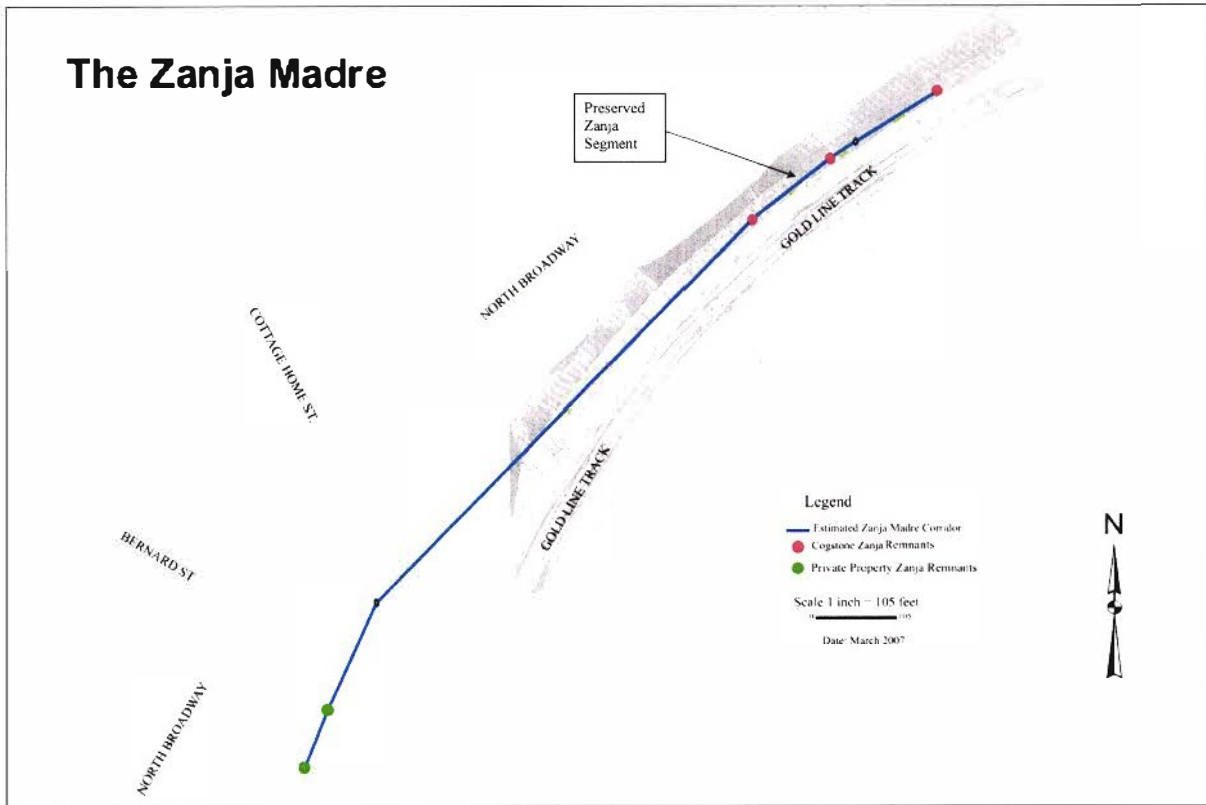 The Zanja Madre
Preserved
Zanja
Segment
GOLD LINE TRACK
NORTH BROADWAY
COTTAGE HOME ST.
GOLD LINE TRACK
BERNARD ST
NORTH BROADWAY
Legend
Estimated Zanja Madre Corridor
Cogstone Zanja Remnants
Private Property Zanja Remnants
Scale 1 inch = 105 feet
0 105
Date: March 2007
N